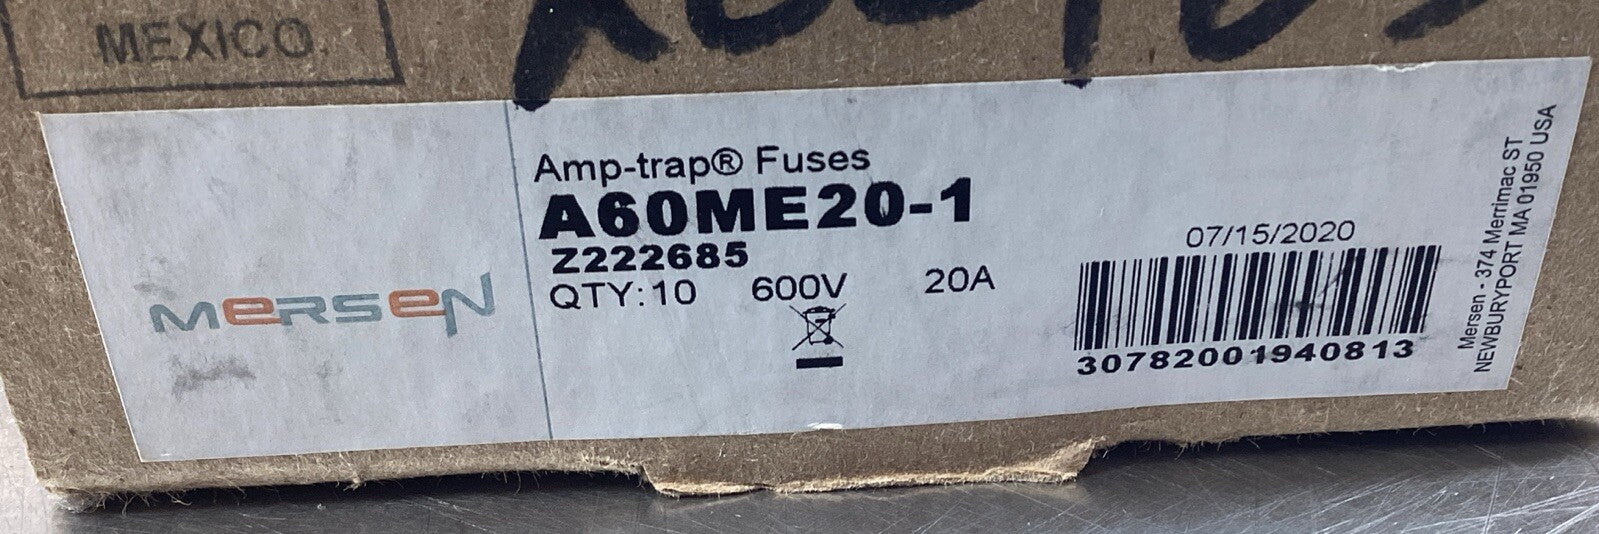 MEXICO
MERSEN
Amp-trap® Fuses
A60ME20-1
Z222685
QTY:10 600V 20A
07/15/2020
30782001940813
Mersen - 374 Merrimac ST
NEWBURYPORT MA 01950 USA